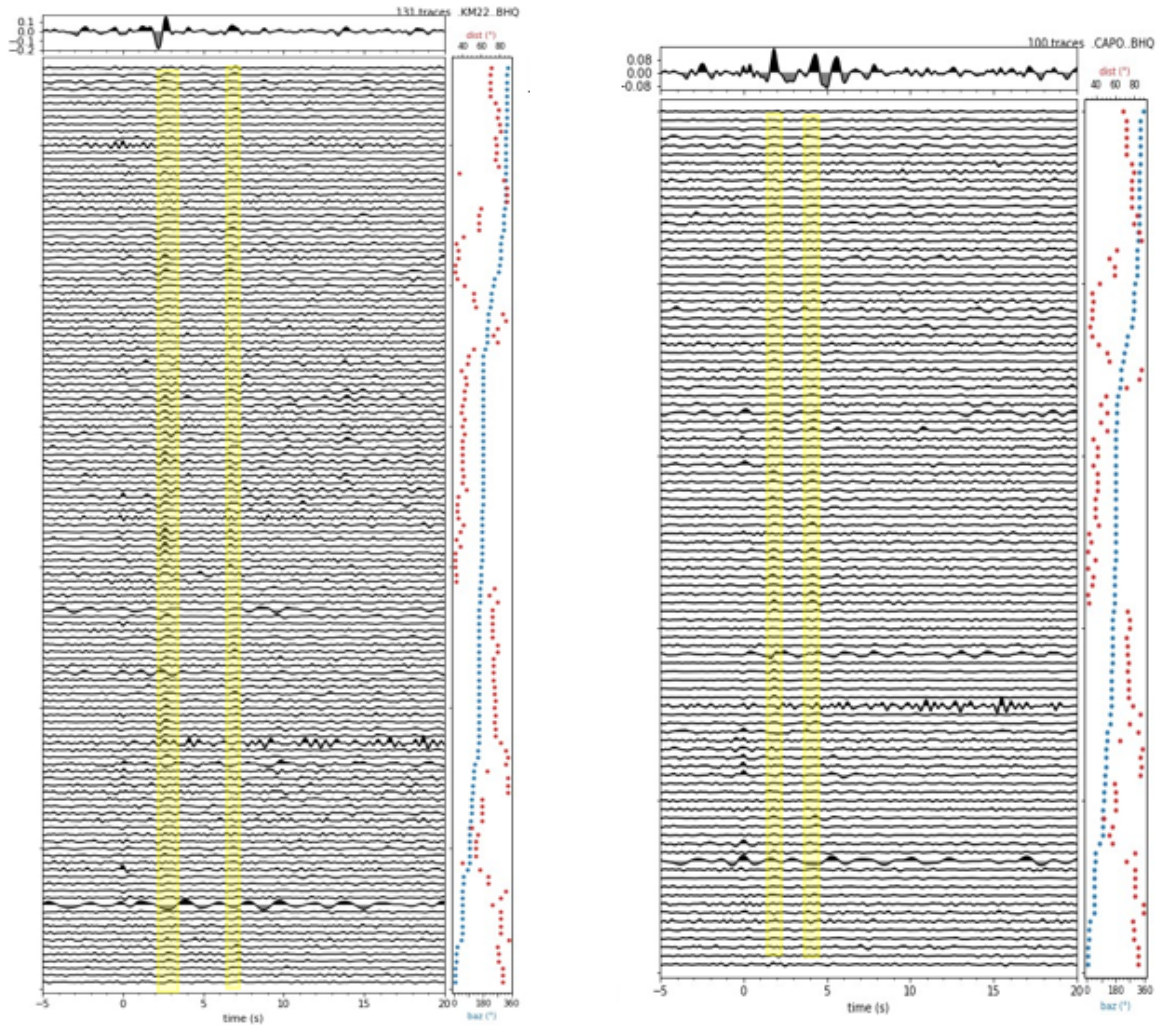 131 traces .KM22..BHQ
0.1
0.0
−0.1
−0.2
dist (°)
40 60 80
−5 0 5 10 15 20
time (s)
0 180 360
baz (°)
100 traces .CAPO..BHQ
0.08
0.00
-0.08
dist (°)
40 60 80
−5 0 5 10 15 20
time (s)
0 180 360
baz (°)